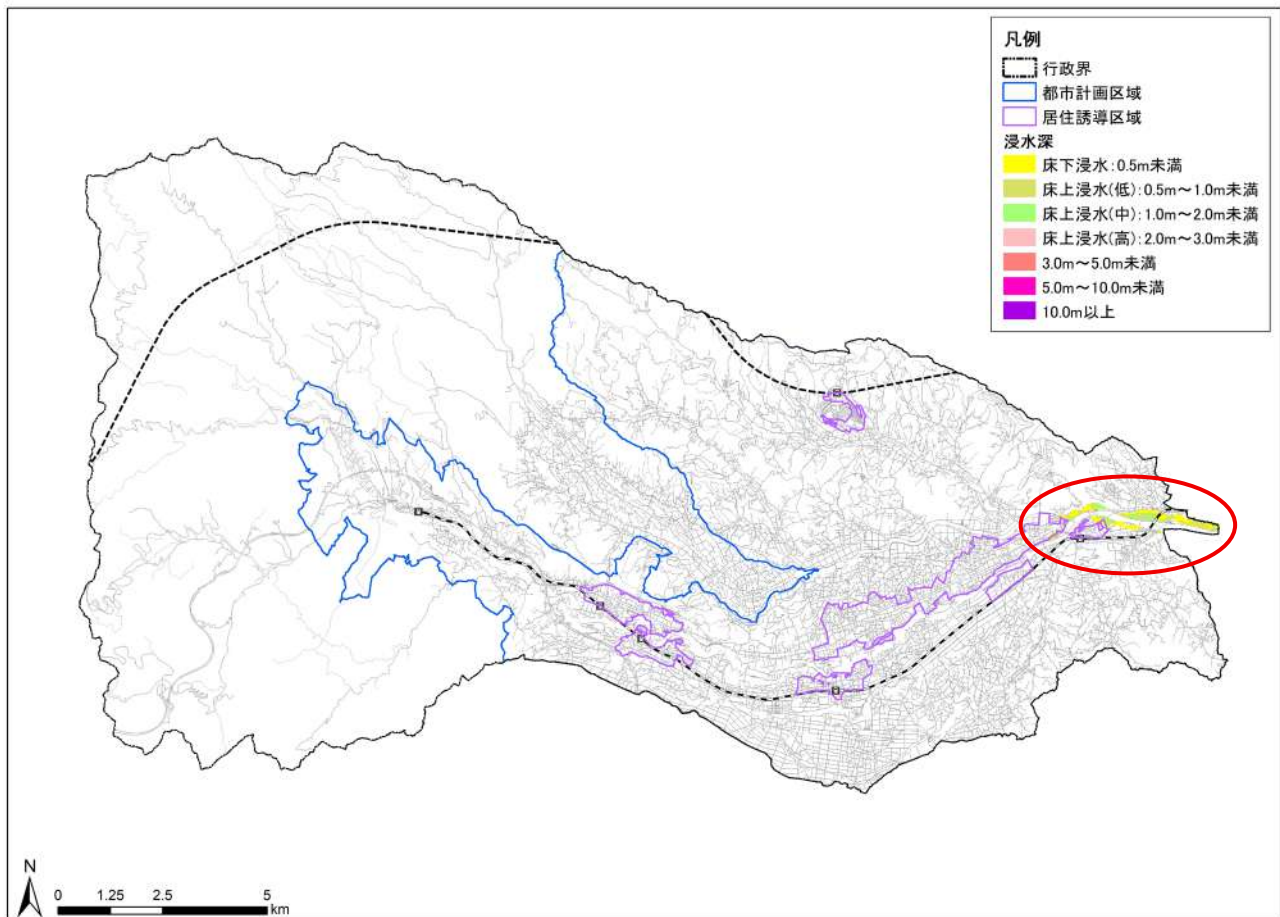 凡例
行政界
都市計画区域
居住誘導区域
浸水深
床下浸水:0.5m未満
床上浸水(低):0.5m~1.0m未満
床上浸水(中):1.0m~2.0m未満
床上浸水(高):2.0m~3.0m未満
3.0m~5.0m未満
5.0m~10.0m未満
10.0m以上
N
0 1.25 2.5 5
km